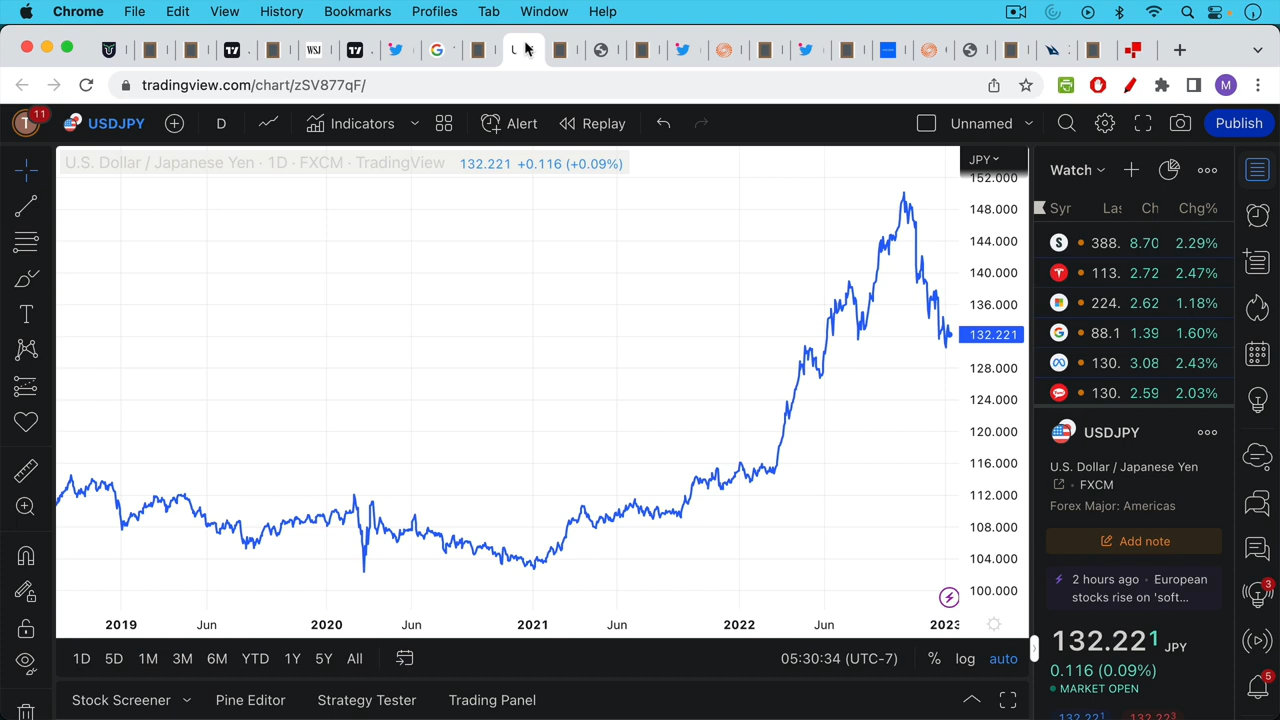 Chrome File Edit View History Bookmarks Profiles Tab Window Help
WSJ
tradingview.com/chart/zSV877qF/
M
T 11 USDJPY D Indicators Alert Replay Unnamed Publish
U.S. Dollar / Japanese Yen · 1D · FXCM · TradingView 132.221 +0.116 (+0.09%)
JPY
152.000
148.000
144.000
140.000
136.000
132.221
128.000
124.000
120.000
116.000
112.000
108.000
104.000
100.000
2019 Jun 2020 Jun 2021 Jun 2022 Jun 2023
1D 5D 1M 3M 6M YTD 1Y 5Y All 05:30:34 (UTC-7) % log auto
Stock Screener Pine Editor Strategy Tester Trading Panel
Watch
Syr Las Ch Chg%
S 388. 8.70 2.29%
113. 2.72 2.47%
224. 2.62 1.18%
G 88.1 1.39 1.60%
130. 3.08 2.43%
130. 2.59 2.03%
USDJPY
U.S. Dollar / Japanese Yen
FXCM
Forex Major: Americas
Add note
2 hours ago · European
stocks rise on 'soft...
132.221 JPY
0.116 (0.09%)
MARKET OPEN
3
5